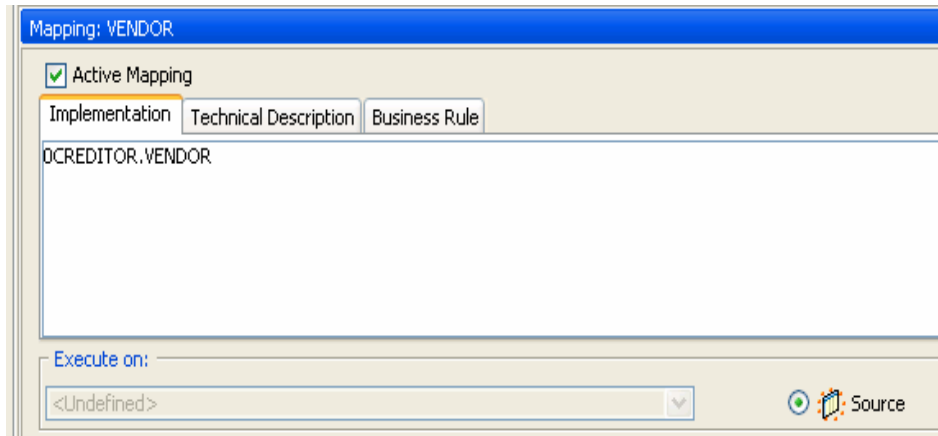 Mapping: VENDOR
Active Mapping
Implementation Technical Description Business Rule
0CREDITOR.VENDOR
Execute on:
<Undefined> Source